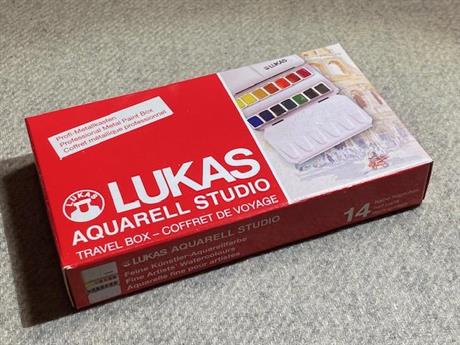 Profi-Metallkasten
Professional Metal Paint Box
Coffret métallique professionnel
LUKAS
LUKAS
LUKAS
AQUARELL STUDIO
TRAVEL BOX – COFFRET DE VOYAGE
LUKAS AQUARELL STUDIO
Feine Künstler-Aquarellfarbe
Fine Artists' Watercolours
Aquarelle fine pour artistes
14